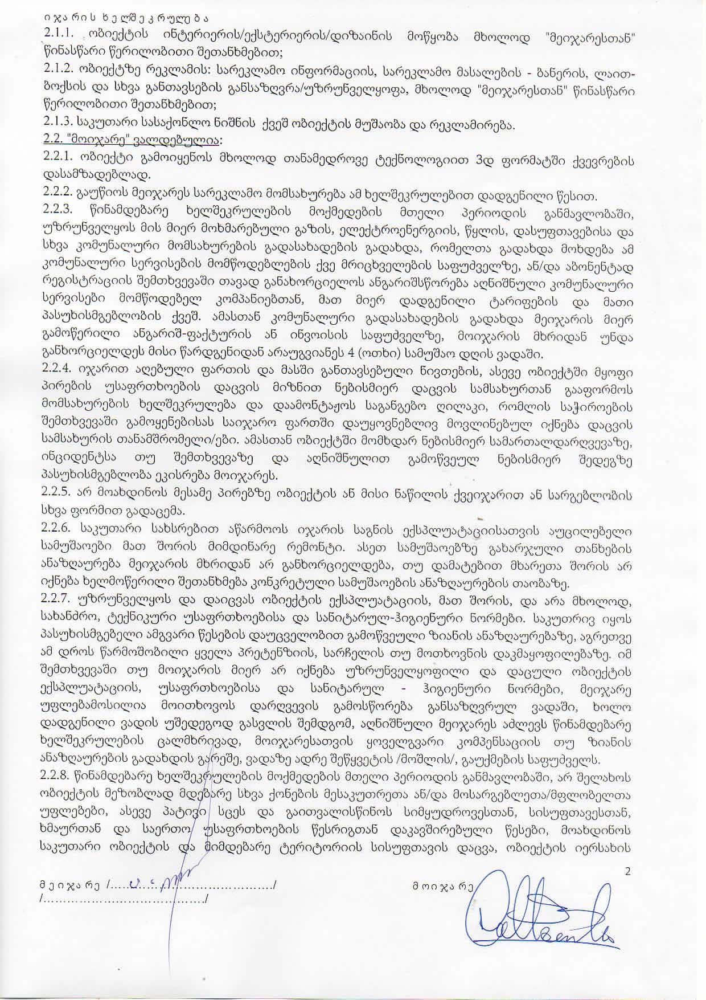 ი ჯ ა რ ი ს ხ ე ლ შ ე კ რ უ ლ ე ბ ა
2.1.1. ობიექტის ინტერიერის/ექსტერიერის/დიზაინის მოწყობა მხოლოდ "მეიჯარესთან"
წინასწარი წერილობითი შეთანხმებით;
2.1.2. ობიექტზე რეკლამის: სარეკლამო ინფორმაციის, სარეკლამო მასალების - ბანერის, ლაით-
ბოქსის და სხვა განთავსების განსაზღვრა/უზრუნველყოფა, მხოლოდ "მეიჯარესთან" წინასწარი
წერილობითი შეთანხმებით;
2.1.3. საკუთარი სასაქონლო ნიშნის ქვეშ ობიექტის მუშაობა და რეკლამირება.
2.2. "მოიჯარე" ვალდებულია:
2.2.1. ობიექტი გამოიყენოს მხოლოდ თანამედროვე ტექნოლოგიით 3დ ფორმატში ქვევრების
დასამზადებლად.
2.2.2. გაუწიოს მეიჯარეს სარეკლამო მომსახურება ამ ხელშეკრულებით დადგენილი წესით.
2.2.3. წინამდებარე ხელშეკრულების მოქმედების მთელი პერიოდის განმავლობაში,
უზრუნველყოს მის მიერ მოხმარებული გაზის, ელექტროენერგიის, წყლის, დასუფთავებისა და
სხვა კომუნალური მომსახურების გადასახადების გადახდა, რომელთა გადახდა მოხდება ამ
კომუნალური სერვისების მომწოდებლების ქვე მრიცხველების საფუძველზე, ან/და აბონენტად
რეგისტრაციის შემთხვევაში თავად განახორციელოს ანგარიშსწორება აღნიშნული კომუნალური
სერვისები მომწოდებელ კომპანიებთან, მათ მიერ დადგენილი ტარიფების და მათი
პასუხისმგებლობის ქვეშ. ამასთან კომუნალური გადასახადების გადახდა მეიჯარის მიერ
გამოწერილი ანგარიშ-ფაქტურის ან ინვოისის საფუძველზე, მოიჯარის მხრიდან უნდა
განხორციელდეს მისი წარდგენიდან არაუგვიანეს 4 (ოთხი) სამუშაო დღის ვადაში.
2.2.4. იჯარით აღებული ფართის და მასში განთავსებული ნივთების, ასევე ობიექტში მყოფი
პირების უსაფრთხოების დაცვის მიზნით ნებისმიერ დაცვის სამსახურთან გააფორმოს
მომსახურების ხელშეკრულება და დაამონტაჟოს საგანგებო ღილაკი, რომლის საჭიროების
შემთხვევაში გამოყენებისას საიჯარო ფართში დაუყოვნებლივ მოვლინებულ იქნება დაცვის
სამსახურის თანამშრომელი/ები. ამასთან ობიექტში მომხდარ ნებისმიერ სამართალდარღვევაზე,
ინციდენტსა თუ შემთხვევაზე და აღნიშნულით გამოწვეულ ნებისმიერ შედეგზე
პასუხისმგებლობა ეკისრება მოიჯარეს.
2.2.5. არ მოახდინოს მესამე პირებზე ობიექტის ან მისი ნაწილის ქვეიჯარით ან სარგებლობის
სხვა ფორმით გადაცემა.
2.2.6. საკუთარი სახსრებით აწარმოოს იჯარის საგნის ექსპლუატაციისათვის აუცილებელი
სამუშაოები მათ შორის მიმდინარე რემონტი. ასეთ სამუშაოებზე გახარჯული თანხების
ანაზღაურება მეიჯარის მხრიდან არ განხორციელდება, თუ დამატებით მხარეთა შორის არ
იქნება ხელმოწერილი შეთანხმება კონკრეტული სამუშაოების ანაზღაურების თაობაზე.
2.2.7. უზრუნველყოს და დაიცვას ობიექტის ექსპლუატაციის, მათ შორის, და არა მხოლოდ,
სახანძრო, ტექნიკური უსაფრთხოებისა და სანიტარულ-ჰიგიენური ნორმები. საკუთრივ იყოს
პასუხისმგებელი ამგვარი წესების დაუცველობით გამოწვეული ზიანის ანაზღაურებაზე, აგრეთვე
ამ დროს წარმოშობილი ყველა პრეტენზიის, სარჩელის თუ მოთხოვნის დაკმაყოფილებაზე. იმ
შემთხვევაში თუ მოიჯარის მიერ არ იქნება უზრუნველყოფილი და დაცული ობიექტის
ექსპლუატაციის, უსაფრთხოებისა და სანიტარულ - ჰიგიენური ნორმები, მეიჯარე
უფლებამოსილია მოითხოვოს დარღვევის გამოსწორება განსაზღვრულ ვადაში, ხოლო
დადგენილი ვადის უშედეგოდ გასვლის შემდგომ, აღნიშნული მეიჯარეს აძლევს წინამდებარე
ხელშეკრულების ცალმხრივად, მოიჯარესათვის ყოველგვარი კომპენსაციის თუ ზიანის
ანაზღაურების გადახდის გარეშე, ვადაზე ადრე შეწყვეტის /მოშლის/, გაუქმების საფუძველს.
2.2.8. წინამდებარე ხელშეკრულების მოქმედების მთელი პერიოდის განმავლობაში, არ შელახოს
ობიექტის მეზობლად მდებარე სხვა ქონების მესაკუთრეთა ან/და მოსარგებლეთა/მფლობელთა
უფლებები, ასევე პატივი სცეს და გაითვალისწინოს სიმყუდროვესთან, სისუფთავესთან,
ხმაურთან და საერთო უსაფრთხოების წესრიგთან დაკავშირებული წესები, მოახდინოს
საკუთარი ობიექტის და მიმდებარე ტერიტორიის სისუფთავის დაცვა, ობიექტის იერსახის
2
მ ე ი ჯ ა რ ე /............................................/ მ ო ი ჯ ა რ ე
/........................................./